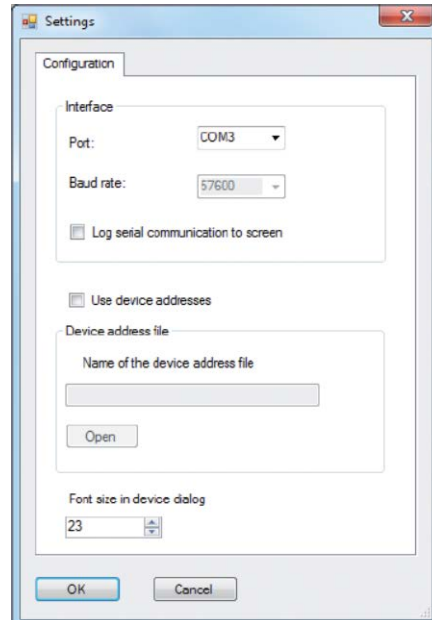 Settings
Configuration
Interface
Port:
COM3
Baud rate:
57600
Log serial communication to screen
Use device addresses
Device address file
Name of the device address file
Open
Font size in device dialog
23
OK
Cancel